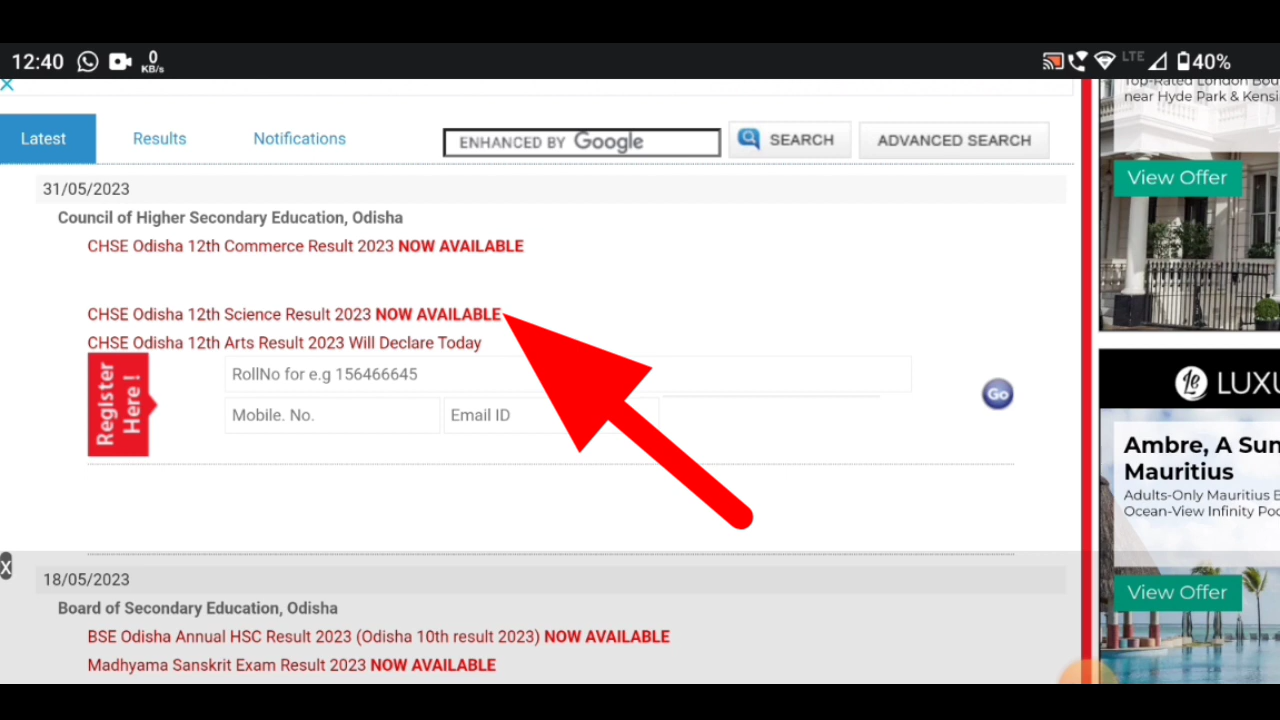 12:40 0 KB/s LTE 40%
Top-Rated London
near Hyde Park &
View Offer
Latest Results Notifications ENHANCED BY Google SEARCH ADVANCED SEARCH
31/05/2023
Council of Higher Secondary Education, Odisha
CHSE Odisha 12th Commerce Result 2023 NOW AVAILABLE
CHSE Odisha 12th Science Result 2023 NOW AVAILABLE
CHSE Odisha 12th Arts Result 2023 Will Declare Today
Register
Here !
RollNo for e.g 156466645
Mobile. No. Email ID
Go
X
18/05/2023
Board of Secondary Education, Odisha
BSE Odisha Annual HSC Result 2023 (Odisha 10th result 2023) NOW AVAILABLE
Madhyama Sanskrit Exam Result 2023 NOW AVAILABLE
le LUXU
Ambre, A Sun
Mauritius
Adults-Only Mauritius
Ocean-View Infinity
View Offer